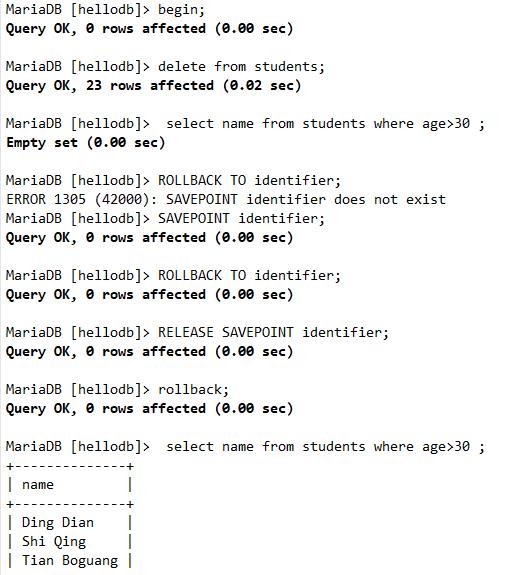 MariaDB [hellodb]> begin;
Query OK, 0 rows affected (0.00 sec)
MariaDB [hellodb]> delete from students;
Query OK, 23 rows affected (0.02 sec)
MariaDB [hellodb]>  select name from students where age>30 ;
Empty set (0.00 sec)
MariaDB [hellodb]> ROLLBACK TO identifier;
ERROR 1305 (42000): SAVEPOINT identifier does not exist
MariaDB [hellodb]> SAVEPOINT identifier;
Query OK, 0 rows affected (0.00 sec)
MariaDB [hellodb]> ROLLBACK TO identifier;
Query OK, 0 rows affected (0.00 sec)
MariaDB [hellodb]> RELEASE SAVEPOINT identifier;
Query OK, 0 rows affected (0.00 sec)
MariaDB [hellodb]> rollback;
Query OK, 0 rows affected (0.00 sec)
MariaDB [hellodb]>  select name from students where age>30 ;
+--------------+
| name         |
+--------------+
| Ding Dian    |
| Shi Qing     |
| Tian Boguang |